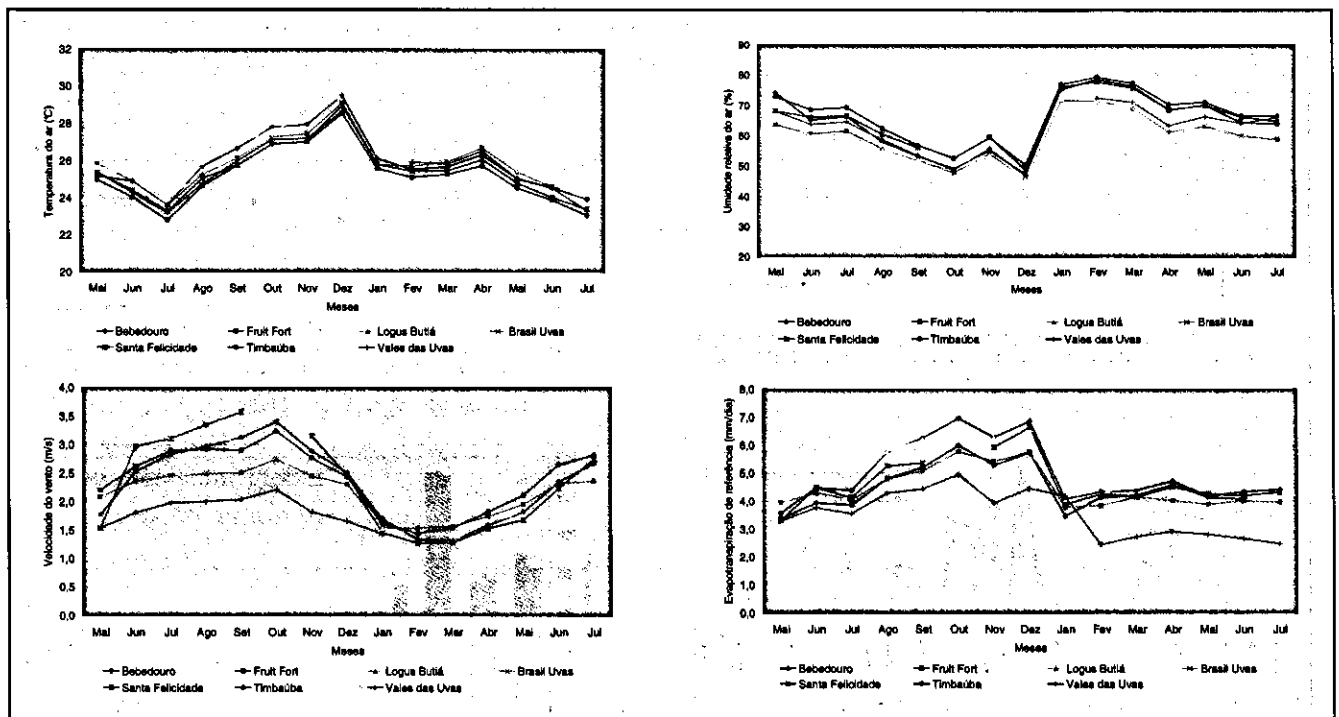 Temperatura do ar (°C)
32
30
28
26
24
22
20
Mai Jun Jul Ago Set Out Nov Dez Jan Fev Mar Abr Mai Jun Jul
Meses
Bebedouro Fruit Fort Logus Butiá Brasil Uvas
Santa Felicidade Timbaúba Vales das Uvas
Umidade relativa do ar (%)
90
80
70
60
50
40
30
20
Mai Jun Jul Ago Set Out Nov Dez Jan Fev Mar Abr Mai Jun Jul
Meses
Bebedouro Fruit Fort Logus Butiá Brasil Uvas
Santa Felicidade Timbaúba Vales das Uvas
Velocidade do vento (m/s)
4,0
3,5
3,0
2,5
2,0
1,5
1,0
0,5
0,0
Mai Jun Jul Ago Set Out Nov Dez Jan Fev Mar Abr Mai Jun Jul
Meses
Bebedouro Fruit Fort Logus Butiá Brasil Uvas
Santa Felicidade Timbaúba Vales das Uvas
Evapotranspiração de referência (mm/dia)
8,0
7,0
6,0
5,0
4,0
3,0
2,0
1,0
0,0
Mai Jun Jul Ago Set Out Nov Dez Jan Fev Mar Abr Mai Jun Jul
Meses
Bebedouro Fruit Fort Logus Butiá Brasil Uvas
Santa Felicidade Timbaúba Vales das Uvas